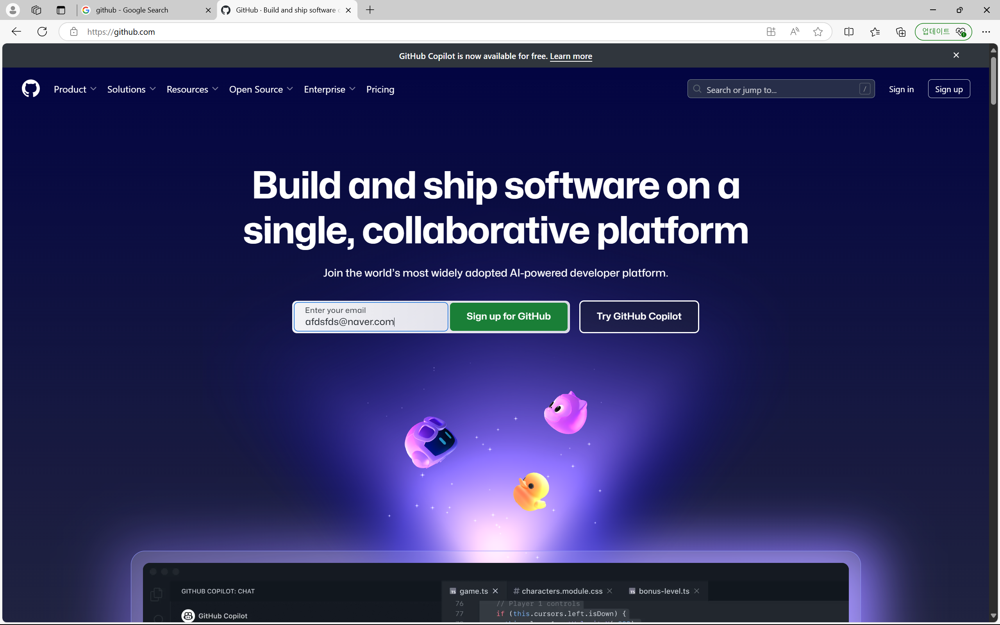 github - Google Search
GitHub · Build and ship software
https://github.com
업데이트
GitHub Copilot is now available for free. Learn more
Product
Solutions
Resources
Open Source
Enterprise
Pricing
Search or jump to...
/
Sign in
Sign up
Build and ship software on a
single, collaborative platform
Join the world’s most widely adopted AI-powered developer platform.
Enter your email
afdsfds@naver.com
Sign up for GitHub
Try GitHub Copilot
GITHUB COPILOT: CHAT
TS game.ts
# characters.module.css
TS bonus-level.ts
76 // Player 1 controls
77 if (this.cursors.left.isDown) {
GitHub Copilot